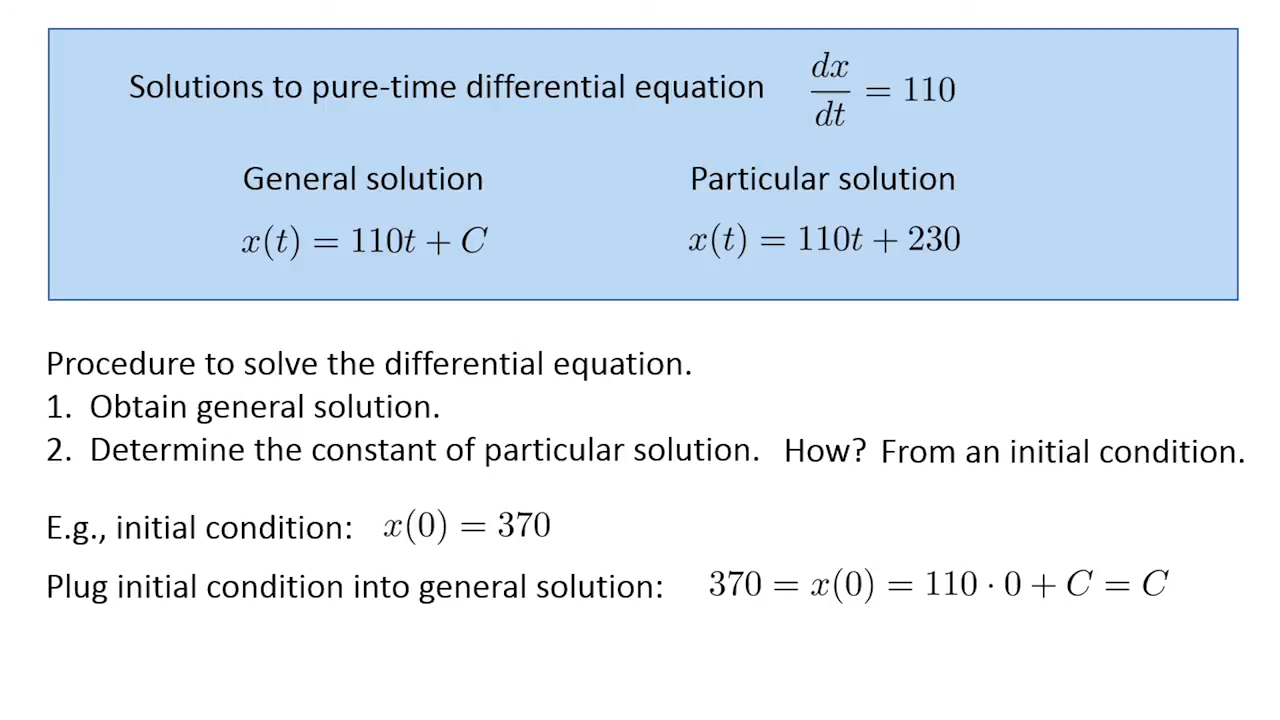 Solutions to pure-time differential equation dx/dt = 110
General solution Particular solution
x(t) = 110t + C x(t) = 110t + 230
Procedure to solve the differential equation.
1. Obtain general solution.
2. Determine the constant of particular solution. How? From an initial condition.
E.g., initial condition: x(0) = 370
Plug initial condition into general solution: 370 = x(0) = 110 · 0 + C = C